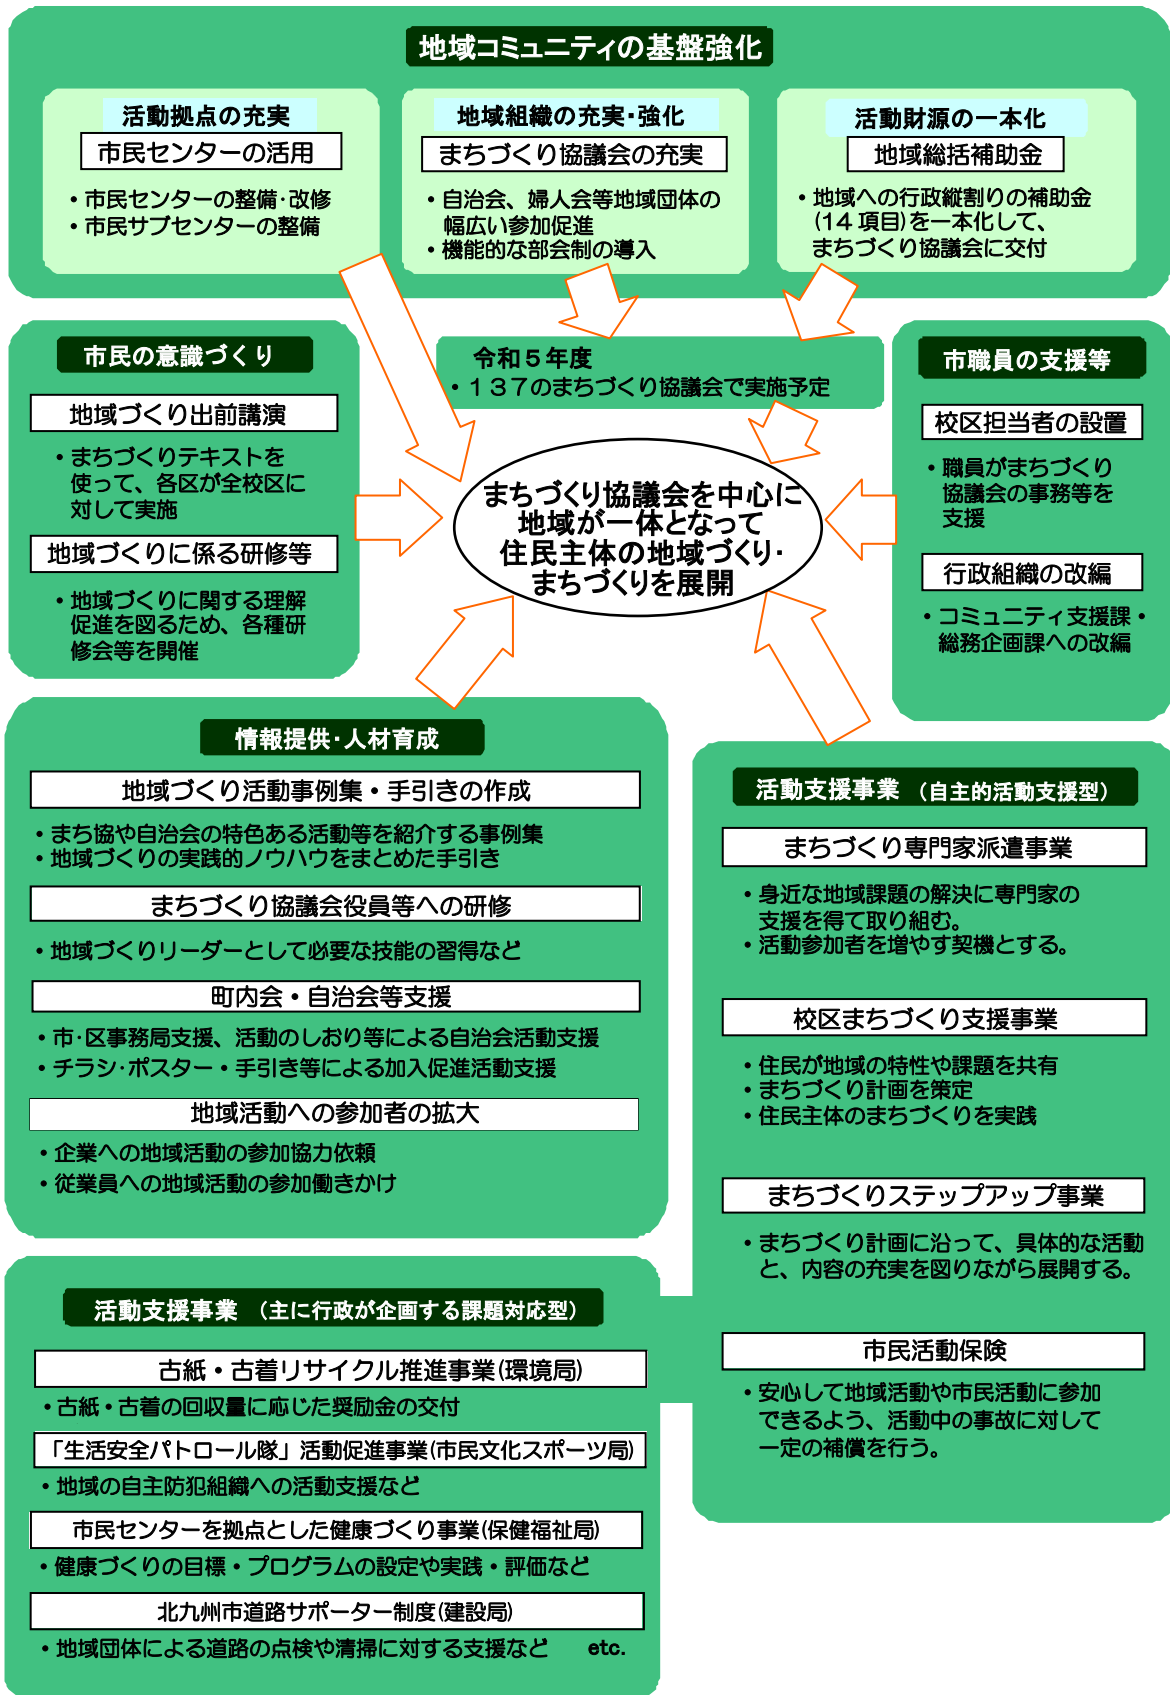 地域コミュニティの基盤強化
活動拠点の充実
市民センターの活用
・市民センターの整備・改修
・市民サブセンターの整備
地域組織の充実・強化
まちづくり協議会の充実
・自治会、婦人会等地域団体の
幅広い参加促進
・機能的な部会制の導入
活動財源の一本化
地域総括補助金
・地域への行政縦割りの補助金
(14項目)を一本化して、
まちづくり協議会に交付
令和5年度
・137のまちづくり協議会で実施予定
市民の意識づくり
地域づくり出前講演
・まちづくりテキストを
使って、各区が全校区に
対して実施
地域づくりに係る研修等
・地域づくりに関する理解
促進を図るため、各種研
修会等を開催
まちづくり協議会を中心に
地域が一体となって
住民主体の地域づくり・
まちづくりを展開
市職員の支援等
校区担当者の設置
・職員がまちづくり
協議会の事務等を
支援
行政組織の改編
・コミュニティ支援課・
総務企画課への改編
情報提供・人材育成
地域づくり活動事例集・手引きの作成
・まち協や自治会の特色ある活動等を紹介する事例集
・地域づくりの実践的ノウハウをまとめた手引き
まちづくり協議会役員等への研修
・地域づくりリーダーとして必要な技能の習得など
町内会・自治会等支援
・市・区事務局支援、活動のしおり等による自治会活動支援
・チラシ・ポスター・手引き等による加入促進活動支援
地域活動への参加者の拡大
・企業への地域活動の参加協力依頼
・従業員への地域活動の参加働きかけ
活動支援事業 (自主的活動支援型)
まちづくり専門家派遣事業
・身近な地域課題の解決に専門家の
支援を得て取り組む。
・活動参加者を増やす契機とする。
校区まちづくり支援事業
・住民が地域の特性や課題を共有
・まちづくり計画を策定
・住民主体のまちづくりを実践
まちづくりステップアップ事業
・まちづくり計画に沿って、具体的な活動
と、内容の充実を図りながら展開する。
市民活動保険
・安心して地域活動や市民活動に参加
できるよう、活動中の事故に対して
一定の補償を行う。
活動支援事業 (主に行政が企画する課題対応型)
古紙・古着リサイクル推進事業(環境局)
・古紙・古着の回収量に応じた奨励金の交付
「生活安全パトロール隊」活動促進事業(市民文化スポーツ局)
・地域の自主防犯組織への活動支援など
市民センターを拠点とした健康づくり事業(保健福祉局)
・健康づくりの目標・プログラムの設定や実践・評価など
北九州市道路サポーター制度(建設局)
・地域団体による道路の点検や清掃に対する支援など etc.